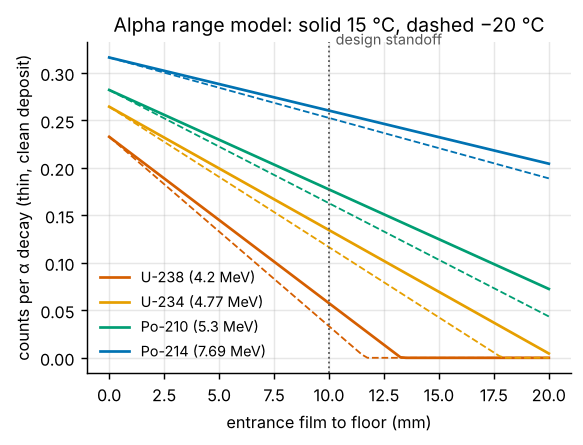 Alpha range model: solid 15 °C, dashed −20 °C
design standoff
counts per α decay (thin, clean deposit)
0.30
0.25
0.20
0.15
0.10
0.05
0.00
U-238 (4.2 MeV)
U-234 (4.77 MeV)
Po-210 (5.3 MeV)
Po-214 (7.69 MeV)
0.0 2.5 5.0 7.5 10.0 12.5 15.0 17.5 20.0
entrance film to floor (mm)